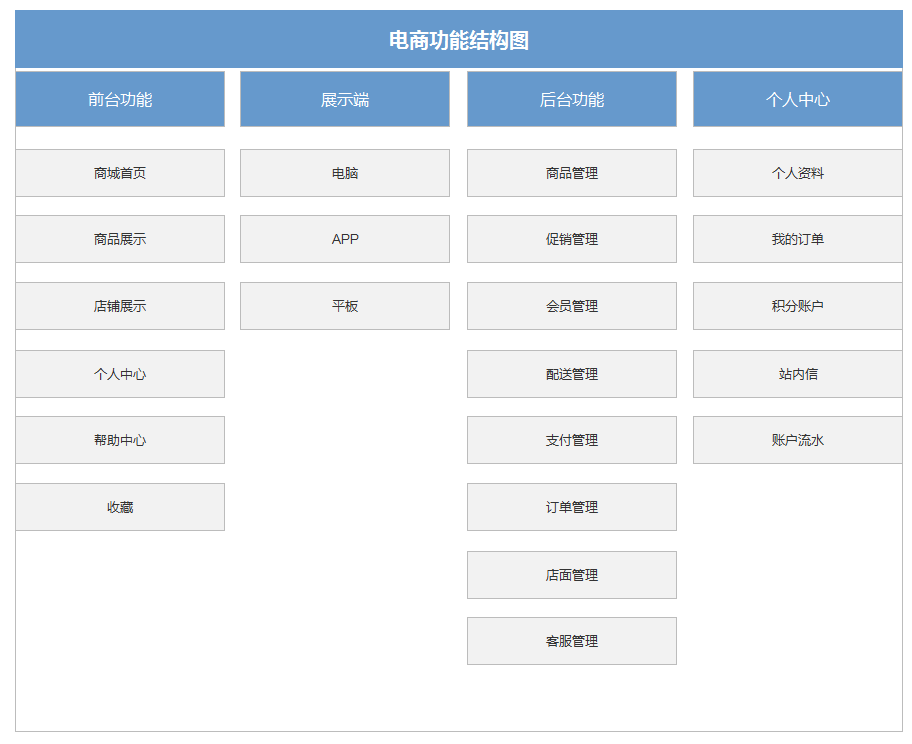 电商功能结构图
前台功能
展示端
后台功能
个人中心
商城首页
电脑
商品管理
个人资料
商品展示
APP
促销管理
我的订单
店铺展示
平板
会员管理
积分账户
个人中心
配送管理
站内信
帮助中心
支付管理
账户流水
收藏
订单管理
店面管理
客服管理